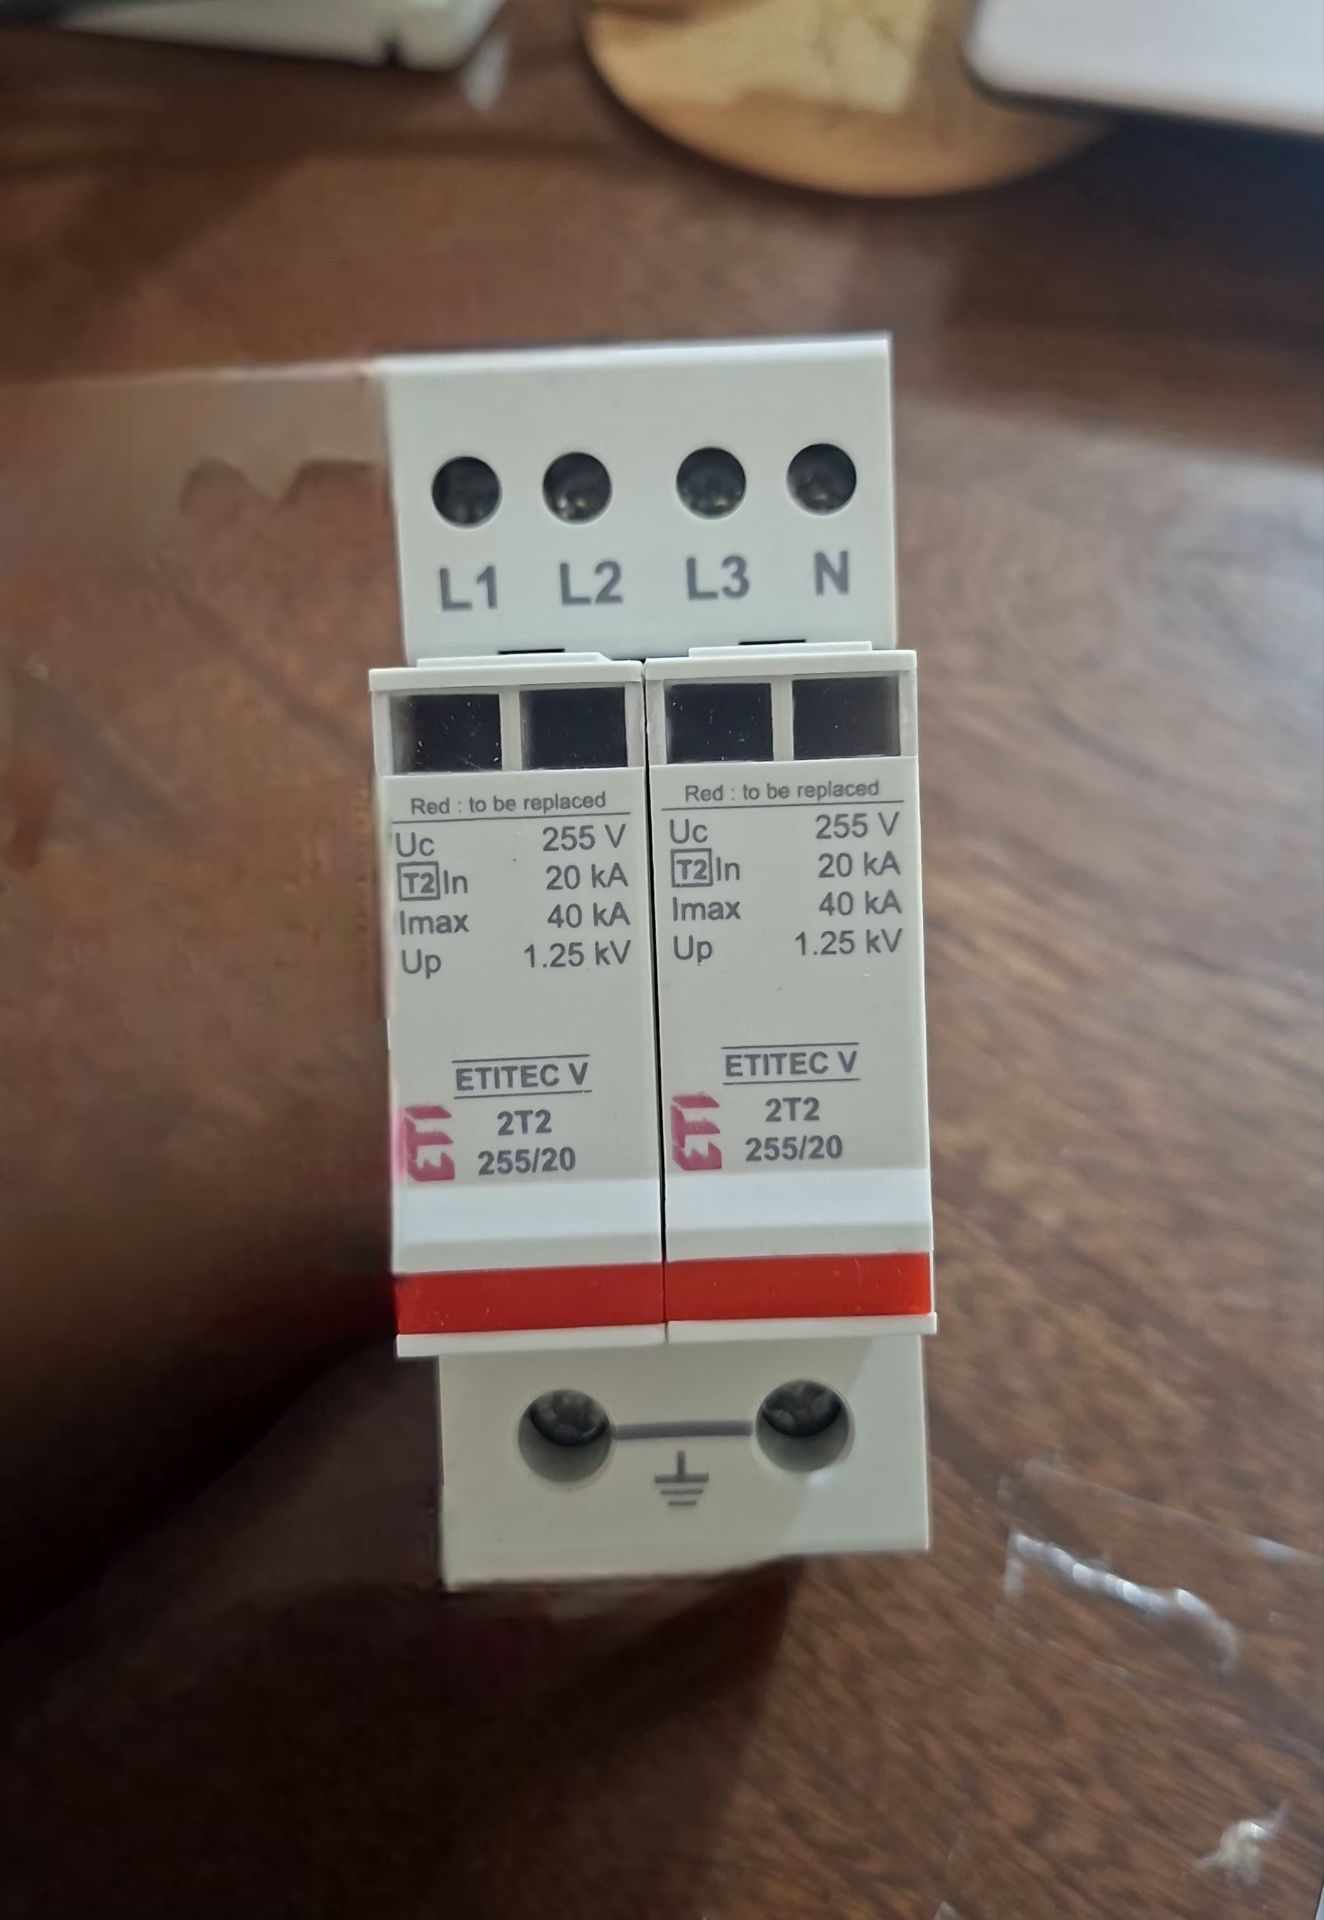 L1 L2 L3 N
Red : to be replaced
Uc 255 V
T2 In 20 kA
Imax 40 kA
Up 1.25 kV
ETITEC V
2T2
ETI
255/20
Red : to be replaced
Uc 255 V
T2 In 20 kA
Imax 40 kA
Up 1.25 kV
ETITEC V
2T2
ETI
255/20